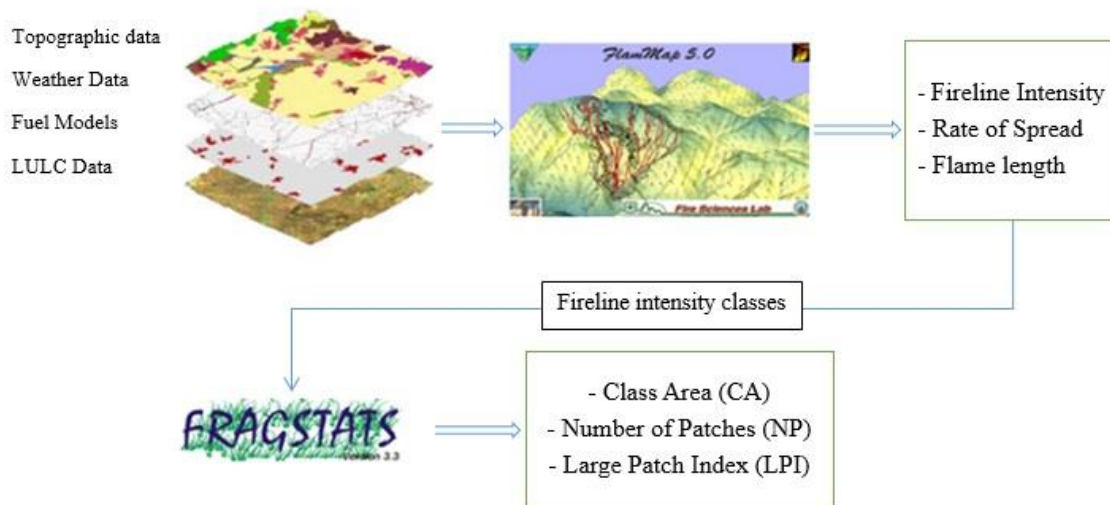 Topographic data
Weather Data
Fuel Models
LULC Data
FlamMap 5.0
Fire Sciences Lab
- Fireline Intensity
- Rate of Spread
- Flame length
Fireline intensity classes
FRAGSTATS
Version 3.3
- Class Area (CA)
- Number of Patches (NP)
- Large Patch Index (LPI)